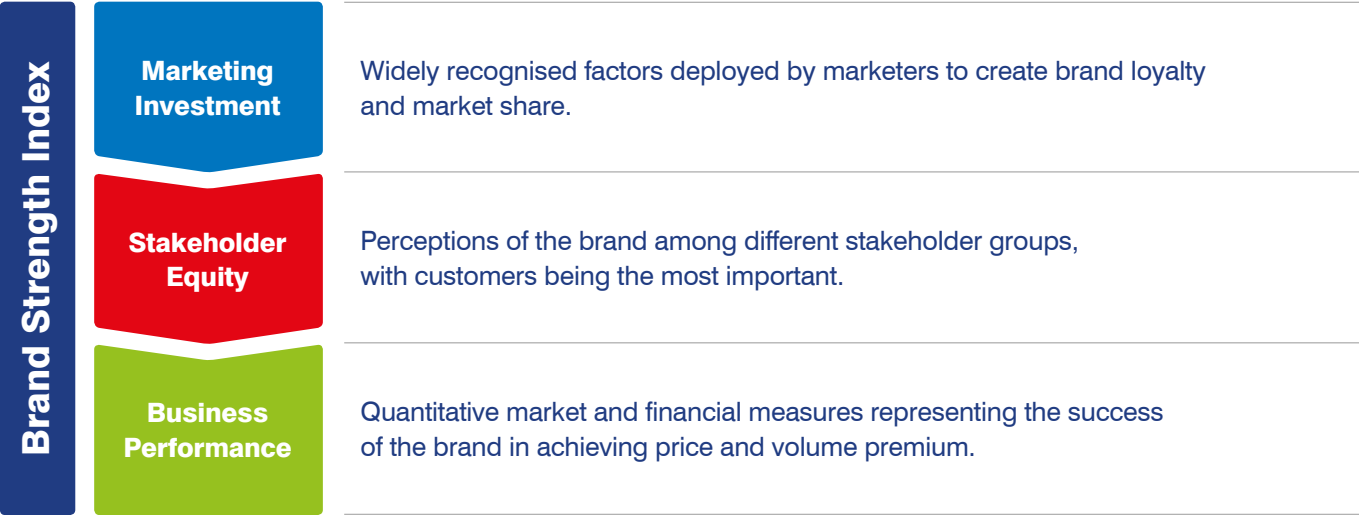 Brand Strength Index
Marketing
Investment
Widely recognised factors deployed by marketers to create brand loyalty
and market share.
Stakeholder
Equity
Perceptions of the brand among different stakeholder groups,
with customers being the most important.
Business
Performance
Quantitative market and financial measures representing the success
of the brand in achieving price and volume premium.